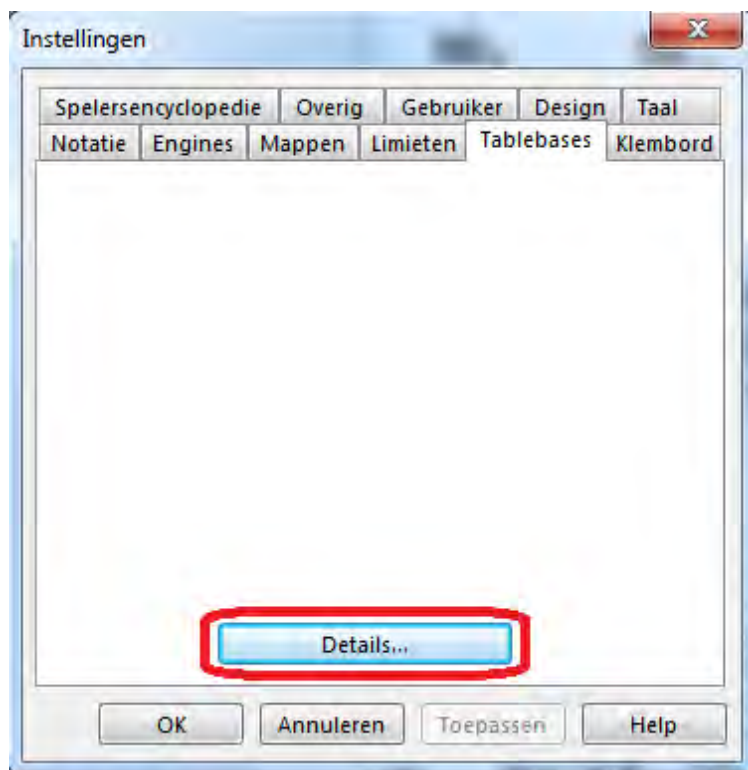 Instellingen
Spelersencyclopedie Overig Gebruiker Design Taal
Notatie Engines Mappen Limieten Tablebases Klembord
Details...
OK Annuleren Toepassen Help